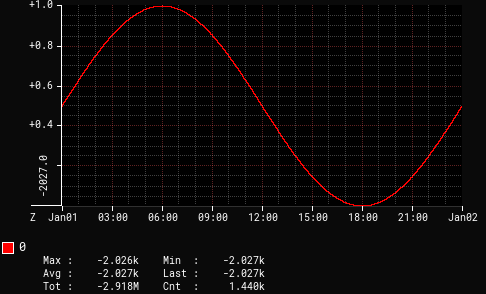 +1.0
+0.8
+0.6
+0.4
-2027.0
Z Jan01 03:00 06:00 09:00 12:00 15:00 18:00 21:00 Jan02
0
Max : -2.026k Min : -2.027k
Avg : -2.027k Last : -2.027k
Tot : -2.918M Cnt : 1.440k